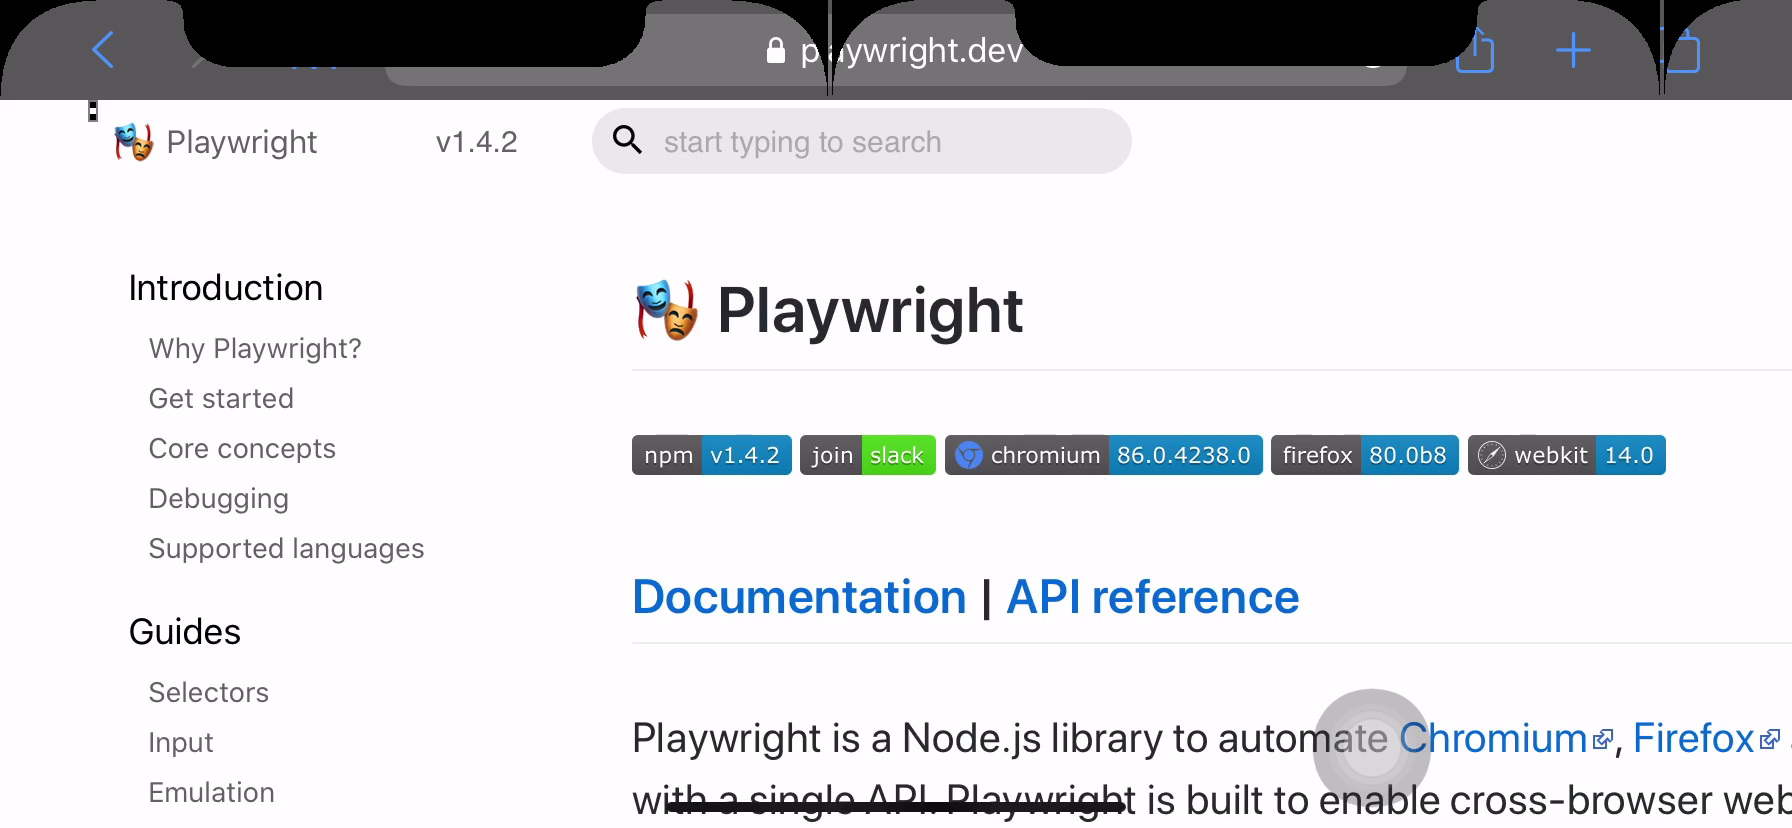 playwright.dev
Playwright
v1.4.2
start typing to search
Introduction
Why Playwright?
Get started
Core concepts
Debugging
Supported languages
Guides
Selectors
Input
Emulation
Playwright
npm v1.4.2 join slack chromium 86.0.4238.0 firefox 80.0b8 webkit 14.0
Documentation | API reference
Playwright is a Node.js library to automate Chromium, Firefox
with a single API. Playwright is built to enable cross-browser web